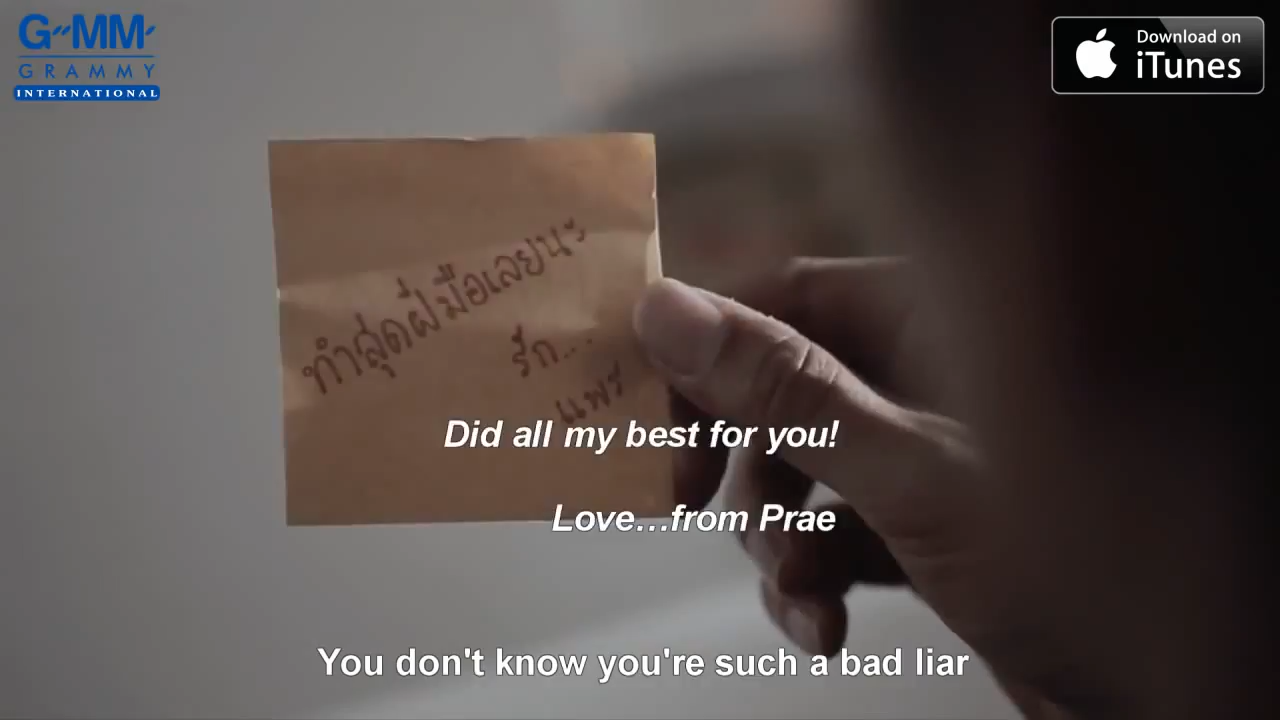 G-MM-
GRAMMY
INTERNATIONAL
Download on
iTunes
ทำสุดฝีมือเลยนะ
รัก...
แพร
Did all my best for you!
Love...from Prae
You don't know you're such a bad liar